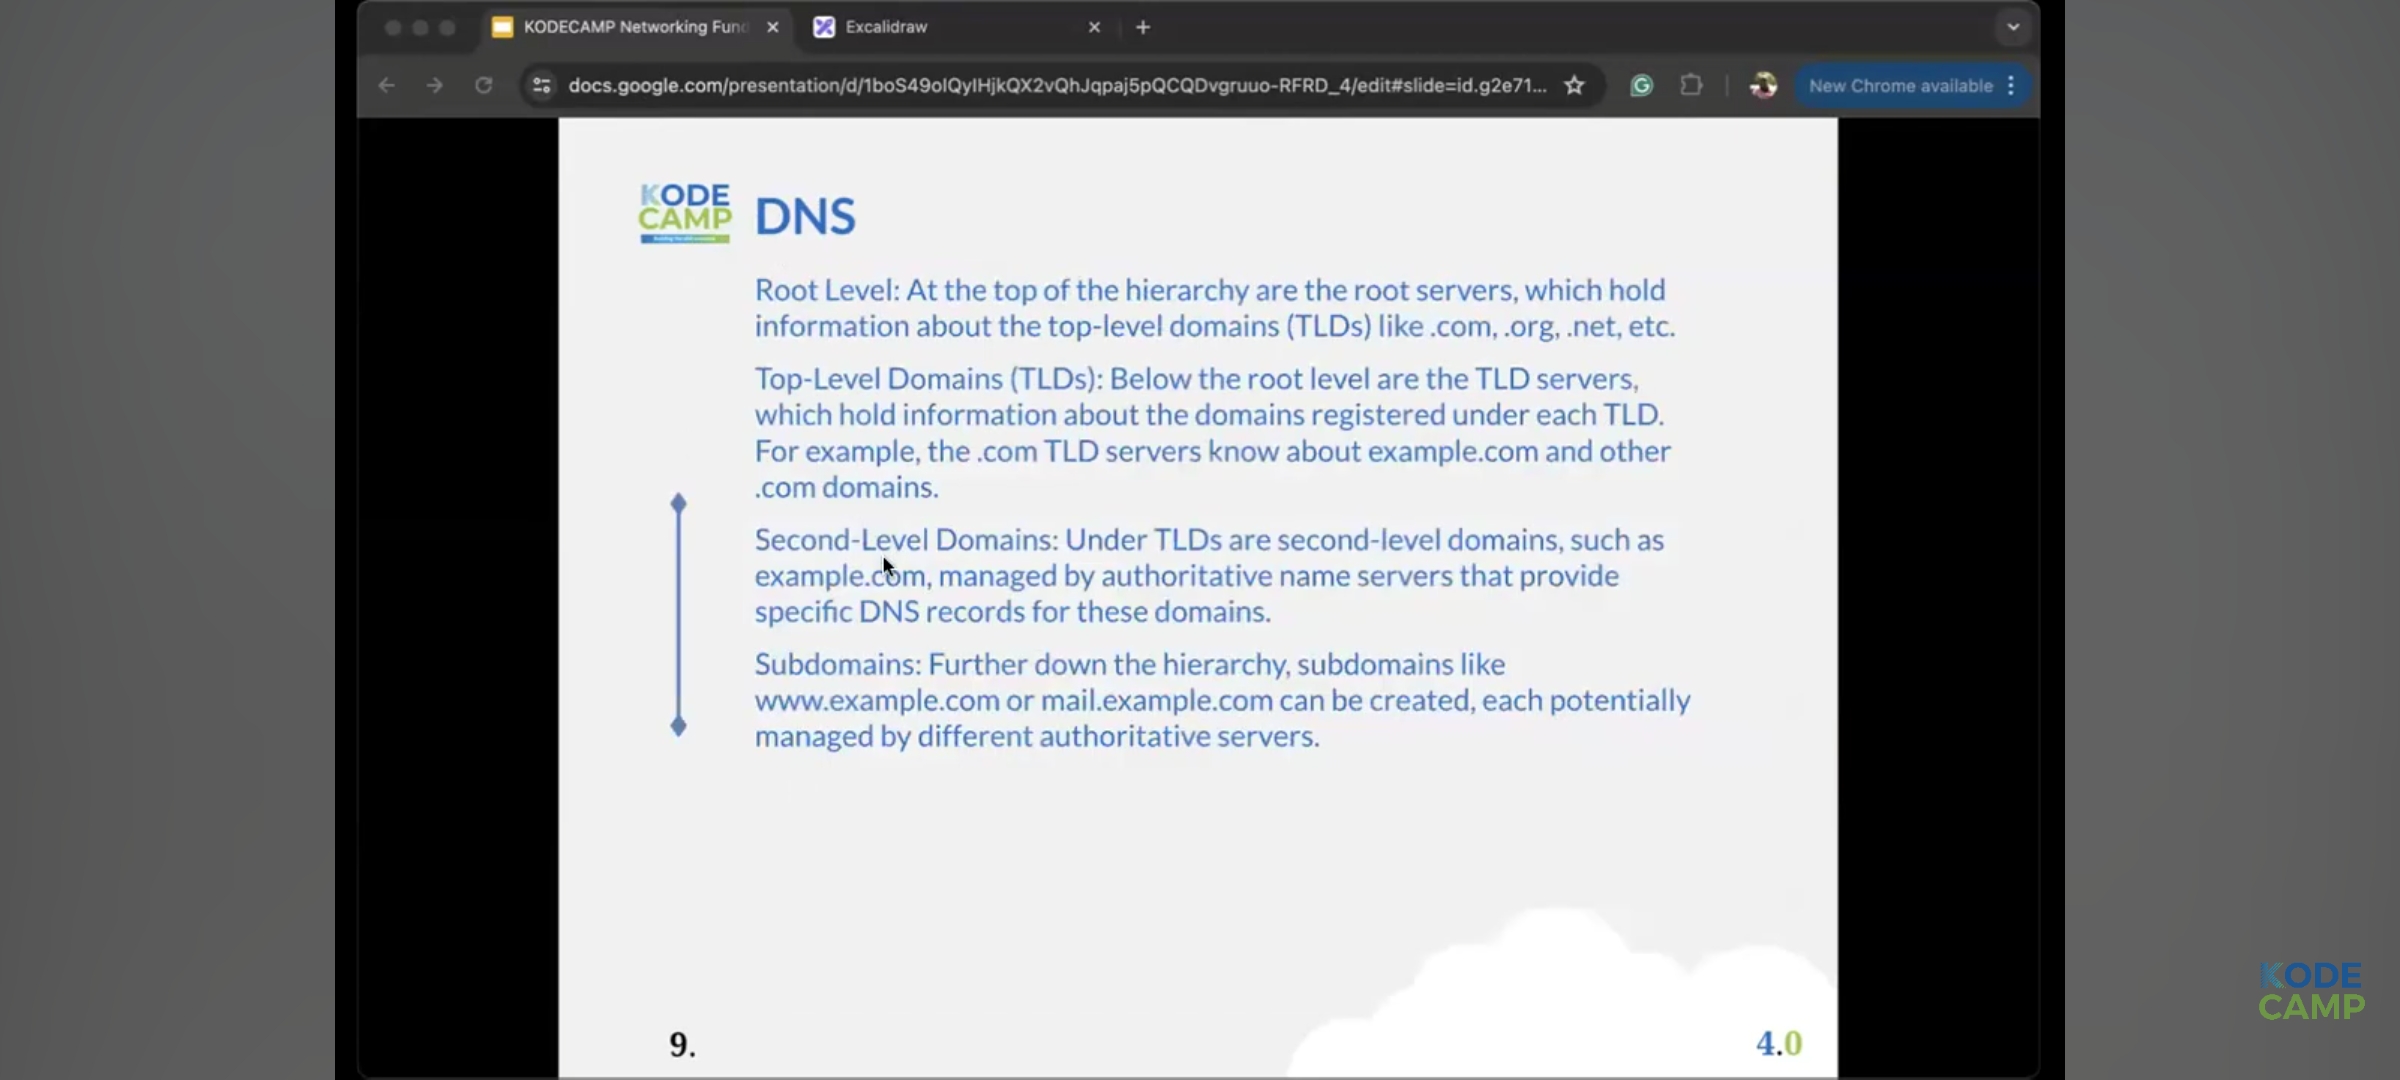 KODECAMP Networking Fund
Excalidraw
docs.google.com/presentation/d/1boS49olQyIHjkQX2vQhJqpaj5pQCQDvgruuo-RFRD_4/edit#slide=id.g2e71...
New Chrome available
KODE
CAMP
DNS
Root Level: At the top of the hierarchy are the root servers, which hold
information about the top-level domains (TLDs) like .com, .org, .net, etc.
Top-Level Domains (TLDs): Below the root level are the TLD servers,
which hold information about the domains registered under each TLD.
For example, the .com TLD servers know about example.com and other
.com domains.
Second-Level Domains: Under TLDs are second-level domains, such as
example.com, managed by authoritative name servers that provide
specific DNS records for these domains.
Subdomains: Further down the hierarchy, subdomains like
www.example.com or mail.example.com can be created, each potentially
managed by different authoritative servers.
9.
4.0
KODE
CAMP